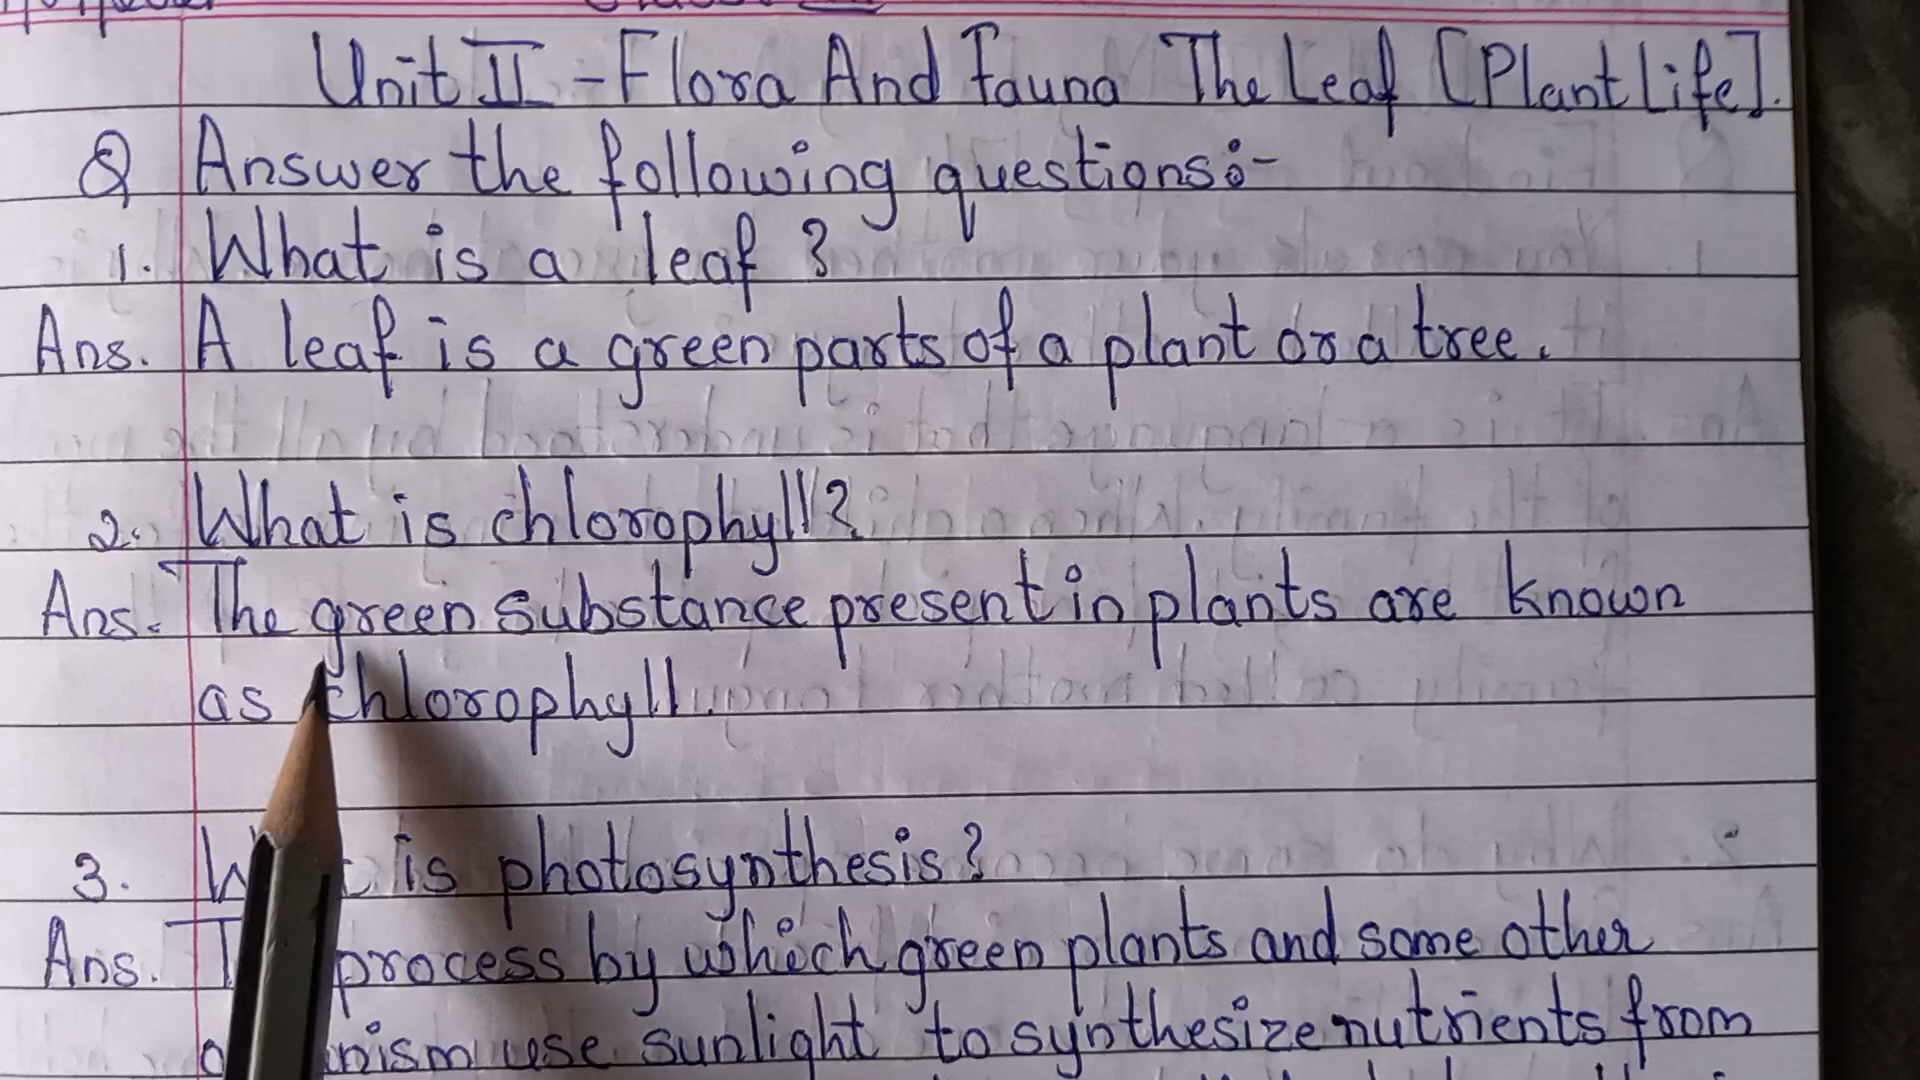 Unit II - Flora And Fauna The Leaf [Plant Life].
Q Answer the following questions:-
1. What is a leaf ?
Ans. A leaf is a green parts of a plant or a tree.
2. What is chlorophyll?
Ans. The green substance present in plants are known
as chlorophyll.
3. is photosynthesis?
Ans. process by which green plants and some other
use sunlight to synthesize nutrients from